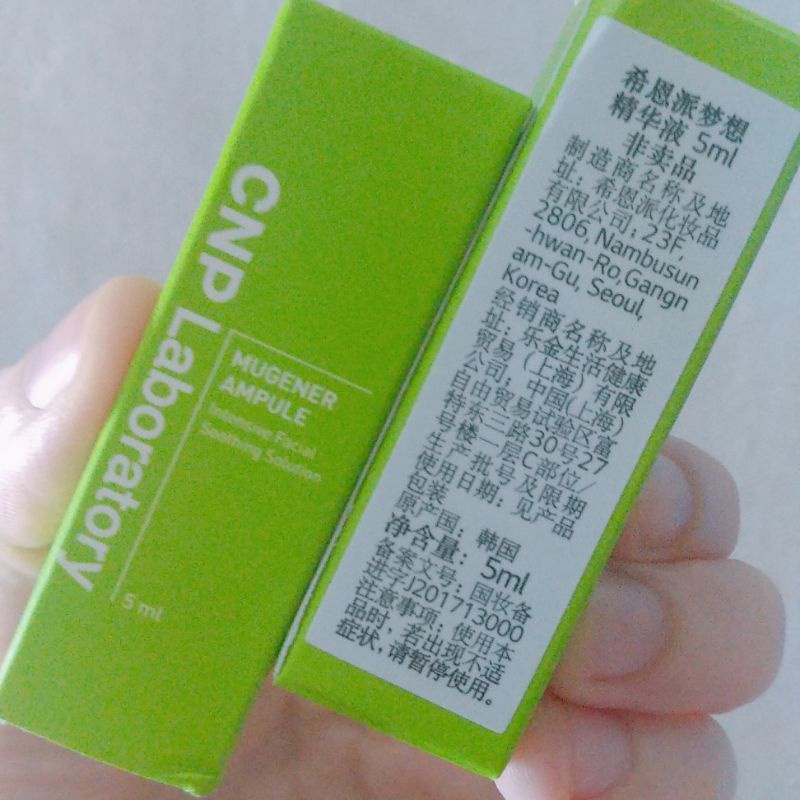 CNP Laboratory
MUGENER
AMPULE
Intensive Facial
Soothing Solution
5 ml
希恩派梦想
精华液 5ml
非卖品
制造商名称及地
址：希恩派化妆品
有限公司：23F,
2806, Nambusun
-hwan-Ro,Gangn
am-Gu, Seoul,
Korea
经销商名称及地
址：乐金生活健康
贸易（上海）有限
公司，中国(上海)
自由贸易试验区富
特东三路30号27
号楼一层C部位/
生产批号及限期
使用日期：见产品
包装
原产国：韩国
净含量：5ml
备案文号：国妆备
进字J201713000
注意事项，使用本
品时，若出现不适
症状,请暂停使用。